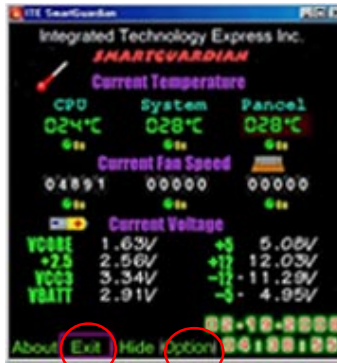 ITE SmartGuardian
Integrated Technology Express Inc.
SMARTGUARDIAN
Current Temperature
CPU System Pancel
024°C 028°C 028°C
Current Fan Speed
04891 00000 00000
Current Voltage
VCORE 1.63V +5 5.08V
+2.5 2.56V +12 12.03V
VCC3 3.34V -12 - 11.29V
VBATT 2.91V -5 - 4.95V
About Exit Hide Option